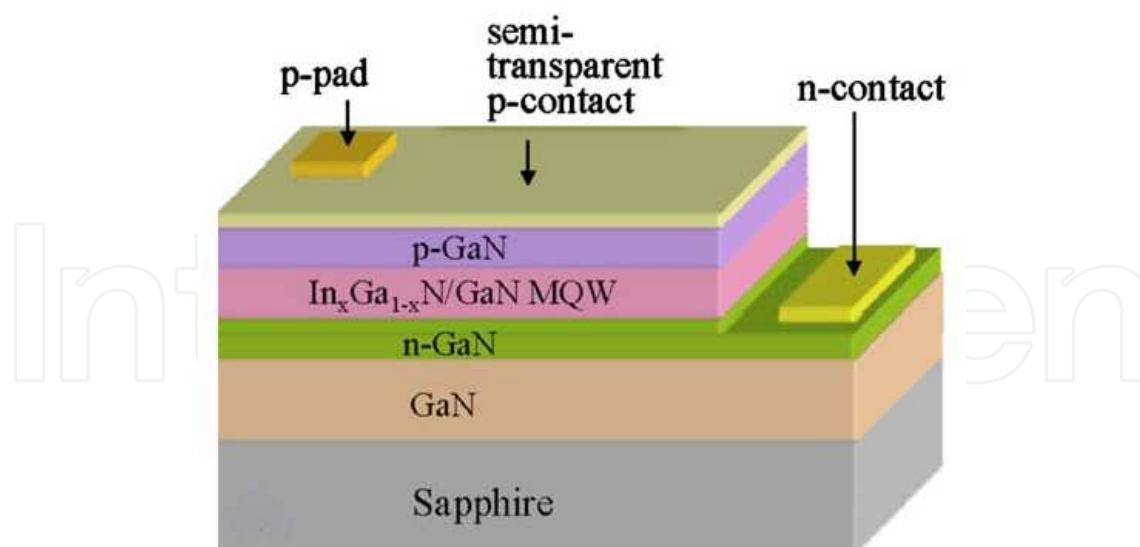 semi-
transparent
p-contact
p-pad
n-contact
p-GaN
InₓGa₁₋ₓN/GaN MQW
n-GaN
GaN
Sapphire